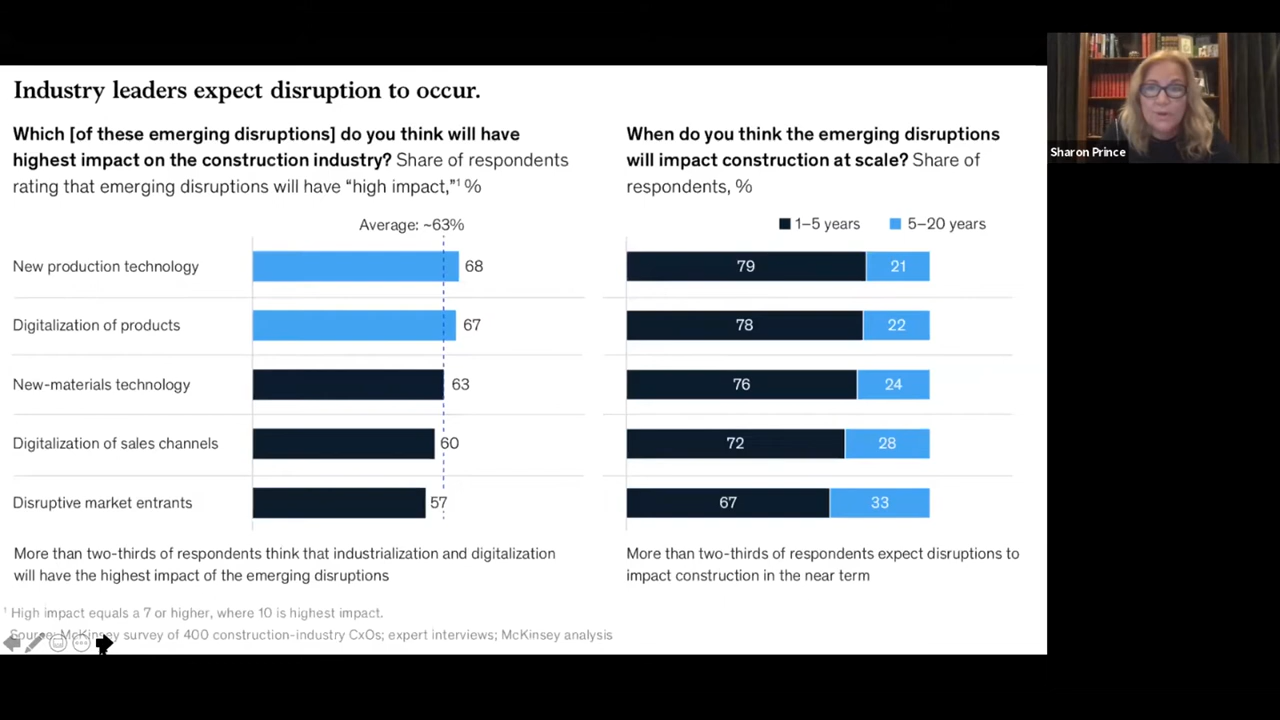 Industry leaders expect disruption to occur.
Which [of these emerging disruptions] do you think will have
highest impact on the construction industry? Share of respondents
rating that emerging disruptions will have “high impact,”¹ %
Average: ~63%
New production technology 68
Digitalization of products 67
New-materials technology 63
Digitalization of sales channels 60
Disruptive market entrants 57
More than two-thirds of respondents think that industrialization and digitalization
will have the highest impact of the emerging disruptions
When do you think the emerging disruptions
will impact construction at scale? Share of
respondents, %
1–5 years 5–20 years
79 21
78 22
76 24
72 28
67 33
More than two-thirds of respondents expect disruptions to
impact construction in the near term
¹ High impact equals a 7 or higher, where 10 is highest impact.
Source: McKinsey survey of 400 construction-industry CxOs; expert interviews; McKinsey analysis
Sharon Prince